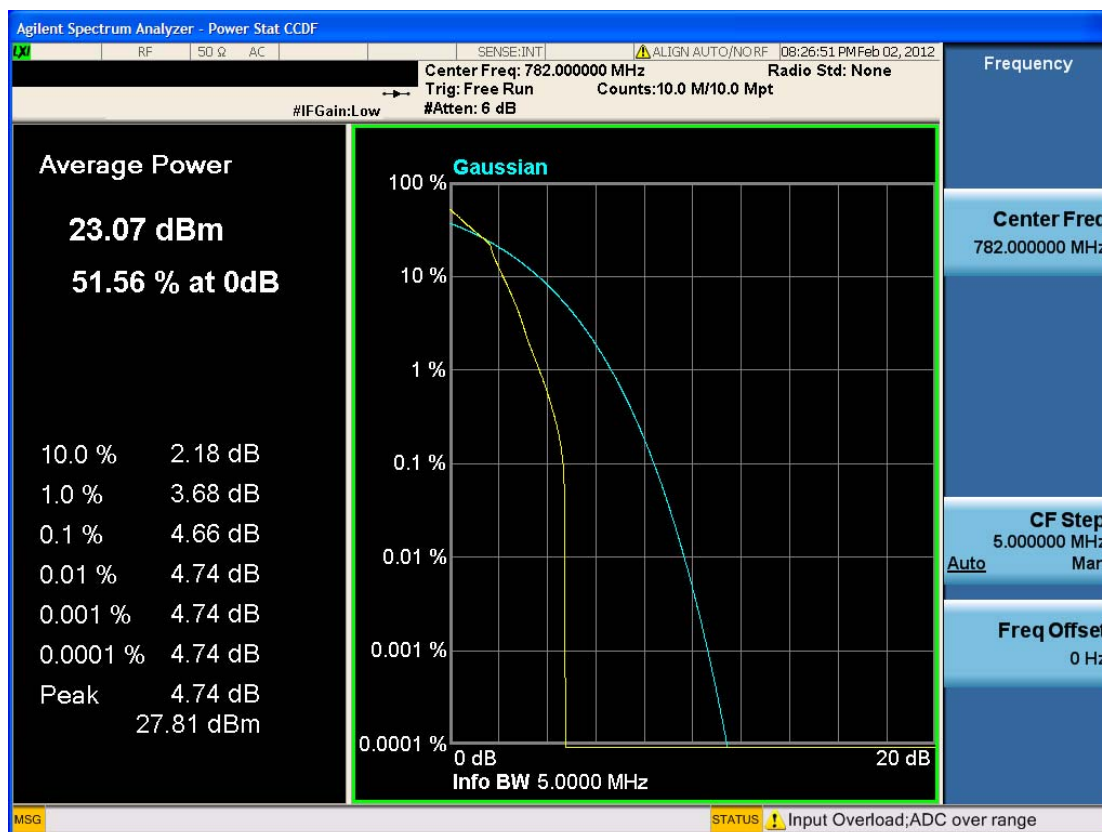 Agilent Spectrum Analyzer - Power Stat CCDF
LXI RF 50 Ω AC SENSE:INT ALIGN AUTO/NO RF 08:26:51 PM Feb 02, 2012
Center Freq: 782.000000 MHz Radio Std: None
Trig: Free Run Counts:10.0 M/10.0 Mpt
#IFGain:Low #Atten: 6 dB
Frequency
Average Power
23.07 dBm
51.56 % at 0dB
10.0 % 2.18 dB
1.0 % 3.68 dB
0.1 % 4.66 dB
0.01 % 4.74 dB
0.001 % 4.74 dB
0.0001 % 4.74 dB
Peak 4.74 dB
27.81 dBm
Gaussian
100 %
10 %
1 %
0.1 %
0.01 %
0.001 %
0.0001 %
0 dB 20 dB
Info BW 5.0000 MHz
Center Freq
782.000000 MHz
CF Step
5.000000 MHz
Auto Man
Freq Offset
0 Hz
MSG STATUS Input Overload;ADC over range